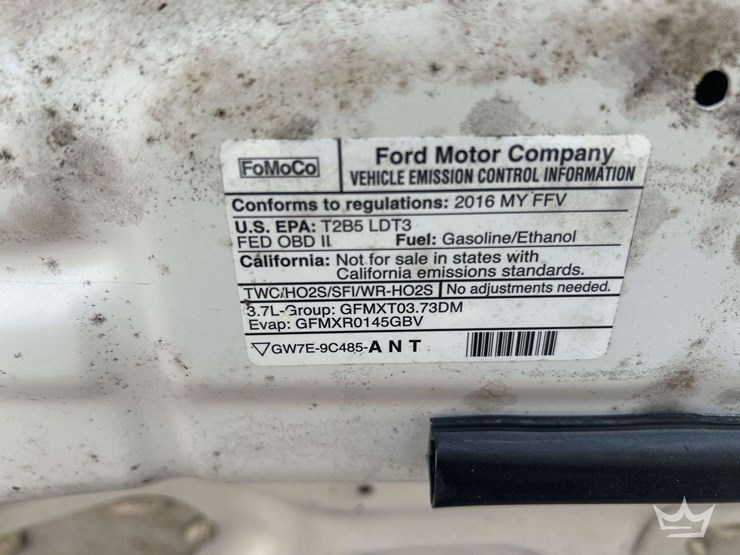 FoMoCo
Ford Motor Company
VEHICLE EMISSION CONTROL INFORMATION
Conforms to regulations: 2016 MY FFV
U.S. EPA: T2B5 LDT3
FED OBD II Fuel: Gasoline/Ethanol
California: Not for sale in states with
California emissions standards.
TWC/HO2S/SFI/WR-HO2S No adjustments needed.
3.7L-Group: GFMXT03.73DM
Evap: GFMXR0145GBV
▽GW7E-9C485-ANT